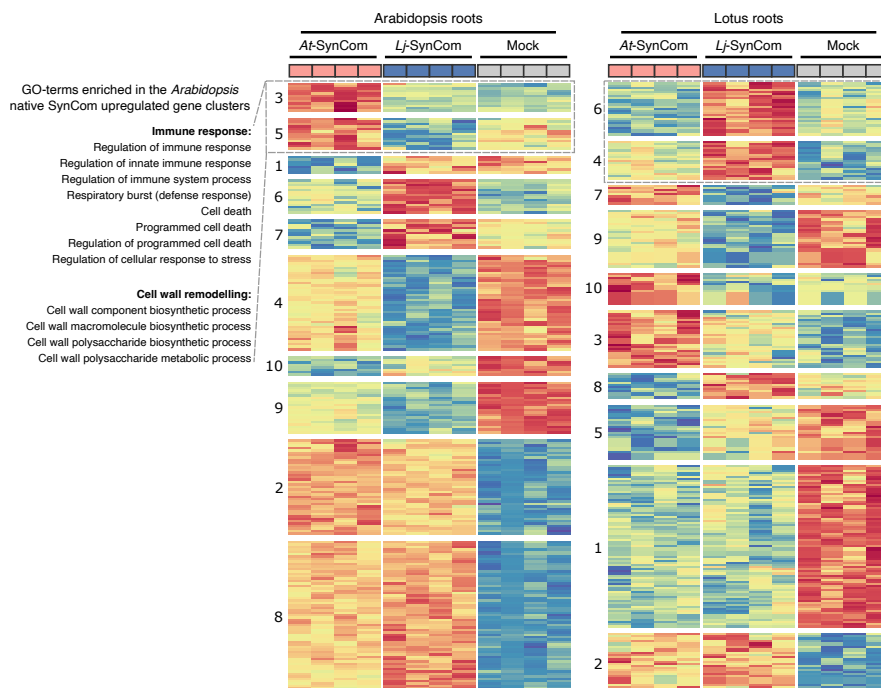 Arabidopsis roots
Lotus roots
At-SynCom
Lj-SynCom
Mock
At-SynCom
Lj-SynCom
Mock
GO-terms enriched in the Arabidopsis
native SynCom upregulated gene clusters
Immune response:
Regulation of immune response
Regulation of innate immune response
Regulation of immune system process
Respiratory burst (defense response)
Cell death
Programmed cell death
Regulation of programmed cell death
Regulation of cellular response to stress
Cell wall remodelling:
Cell wall component biosynthetic process
Cell wall macromolecule biosynthetic process
Cell wall polysaccharide biosynthetic process
Cell wall polysaccharide metabolic process
3
5
1
6
7
4
10
9
2
8
6
4
7
9
10
3
8
5
1
2